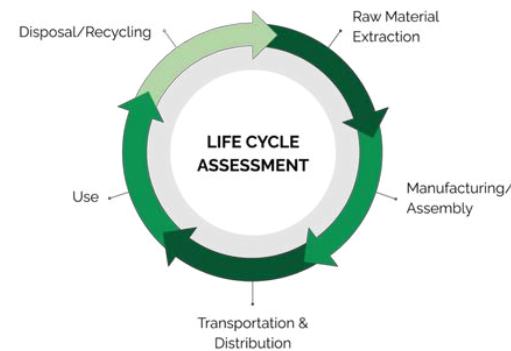 Disposal/Recycling
Raw Material
Extraction
LIFE CYCLE
ASSESSMENT
Use
Manufacturing/
Assembly
Transportation &
Distribution